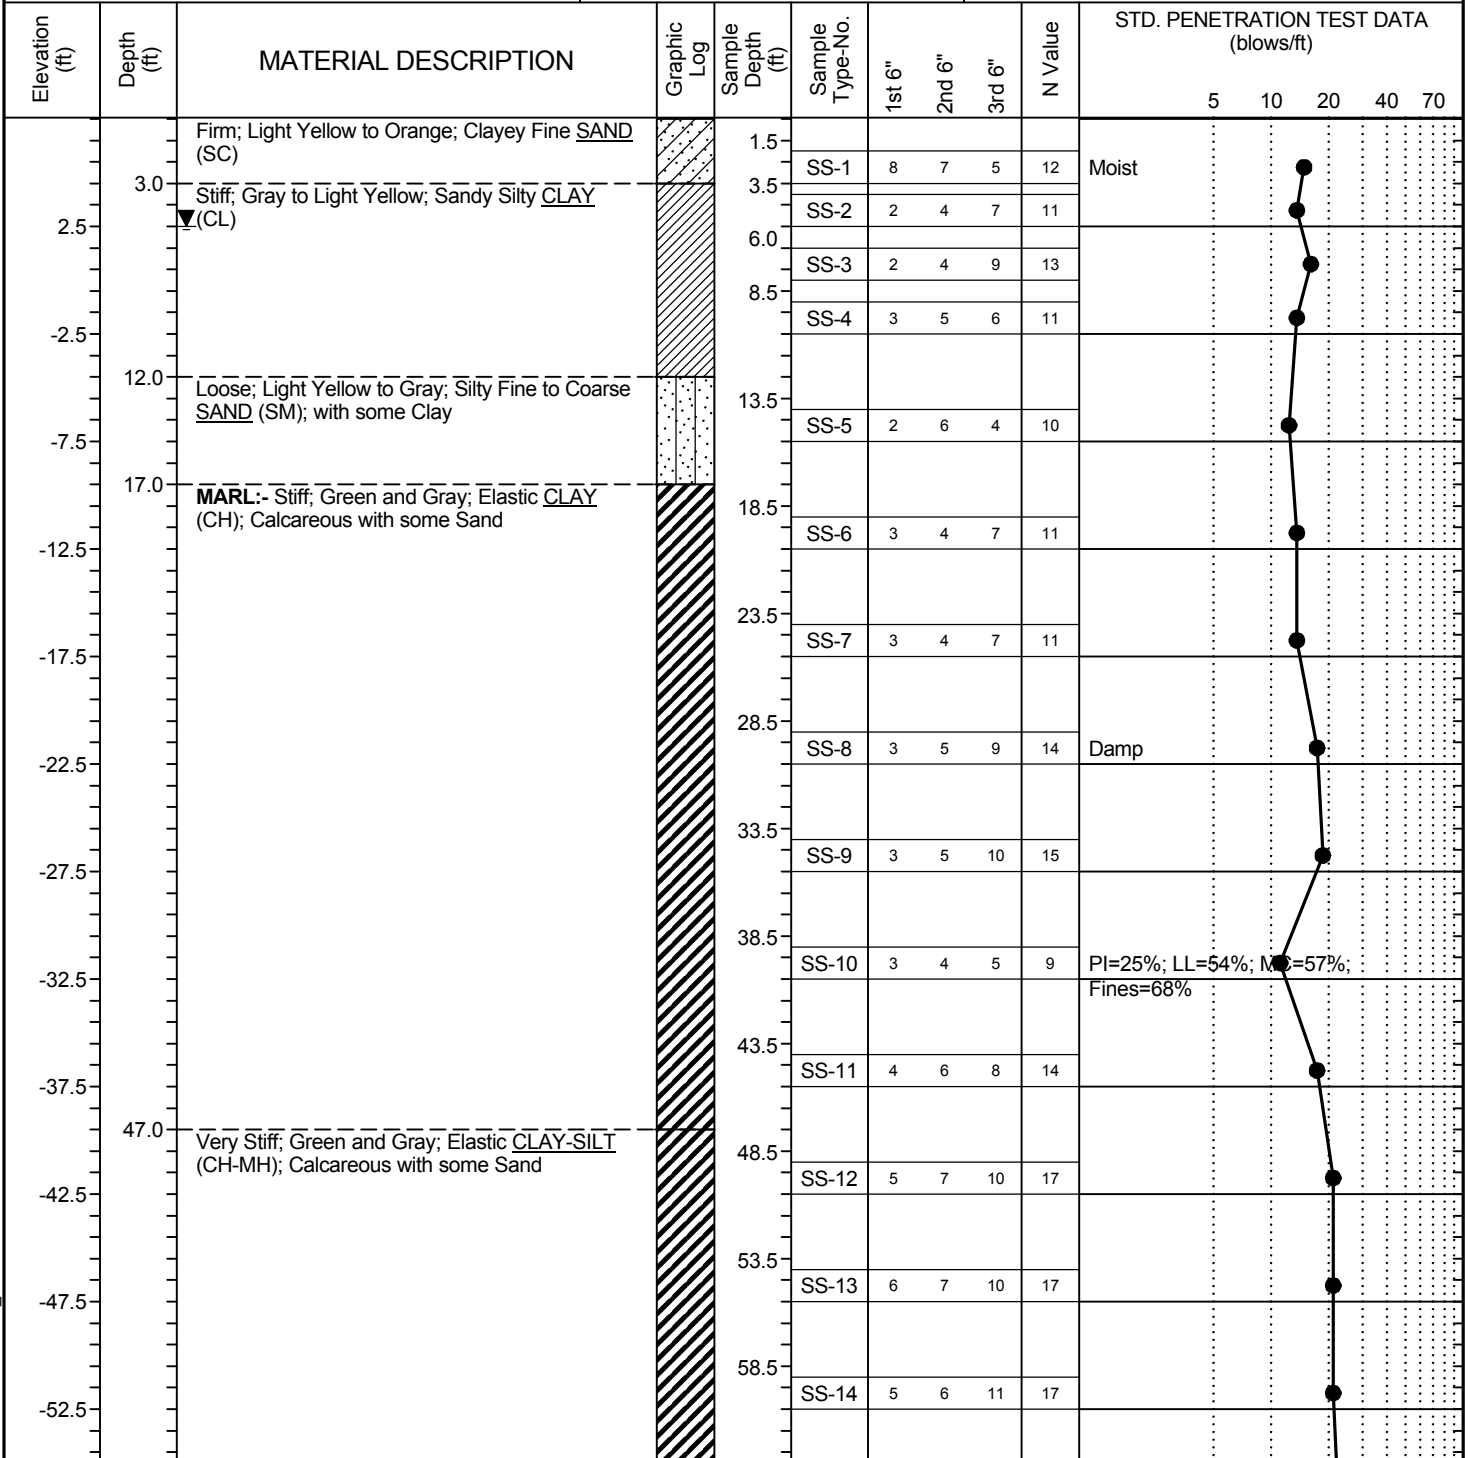 Elevation (ft)
Depth (ft)
MATERIAL DESCRIPTION
Graphic Log
Sample Depth (ft)
Sample Type-No.
1st 6"
2nd 6"
3rd 6"
N Value
STD. PENETRATION TEST DATA
(blows/ft)
5 10 20 40 70
Firm; Light Yellow to Orange; Clayey Fine SAND
(SC)
1.5
SS-1 8 7 5 12 Moist
3.0
3.5
Stiff; Gray to Light Yellow; Sandy Silty CLAY
(CL)
SS-2 2 4 7 11
2.5
6.0
SS-3 2 4 9 13
8.5
SS-4 3 5 6 11
-2.5
12.0
Loose; Light Yellow to Gray; Silty Fine to Coarse
SAND (SM); with some Clay
13.5
SS-5 2 6 4 10
-7.5
17.0
MARL:- Stiff; Green and Gray; Elastic CLAY
(CH); Calcareous with some Sand
18.5
SS-6 3 4 7 11
-12.5
23.5
SS-7 3 4 7 11
-17.5
28.5
SS-8 3 5 9 14 Damp
-22.5
33.5
SS-9 3 5 10 15
-27.5
38.5
SS-10 3 4 5 9 PI=25%; LL=54%; MC=57%;
-32.5
Fines=68%
43.5
SS-11 4 6 8 14
-37.5
47.0
Very Stiff; Green and Gray; Elastic CLAY-SILT
(CH-MH); Calcareous with some Sand
48.5
SS-12 5 7 10 17
-42.5
53.5
SS-13 6 7 10 17
-47.5
58.5
SS-14 5 6 11 17
-52.5